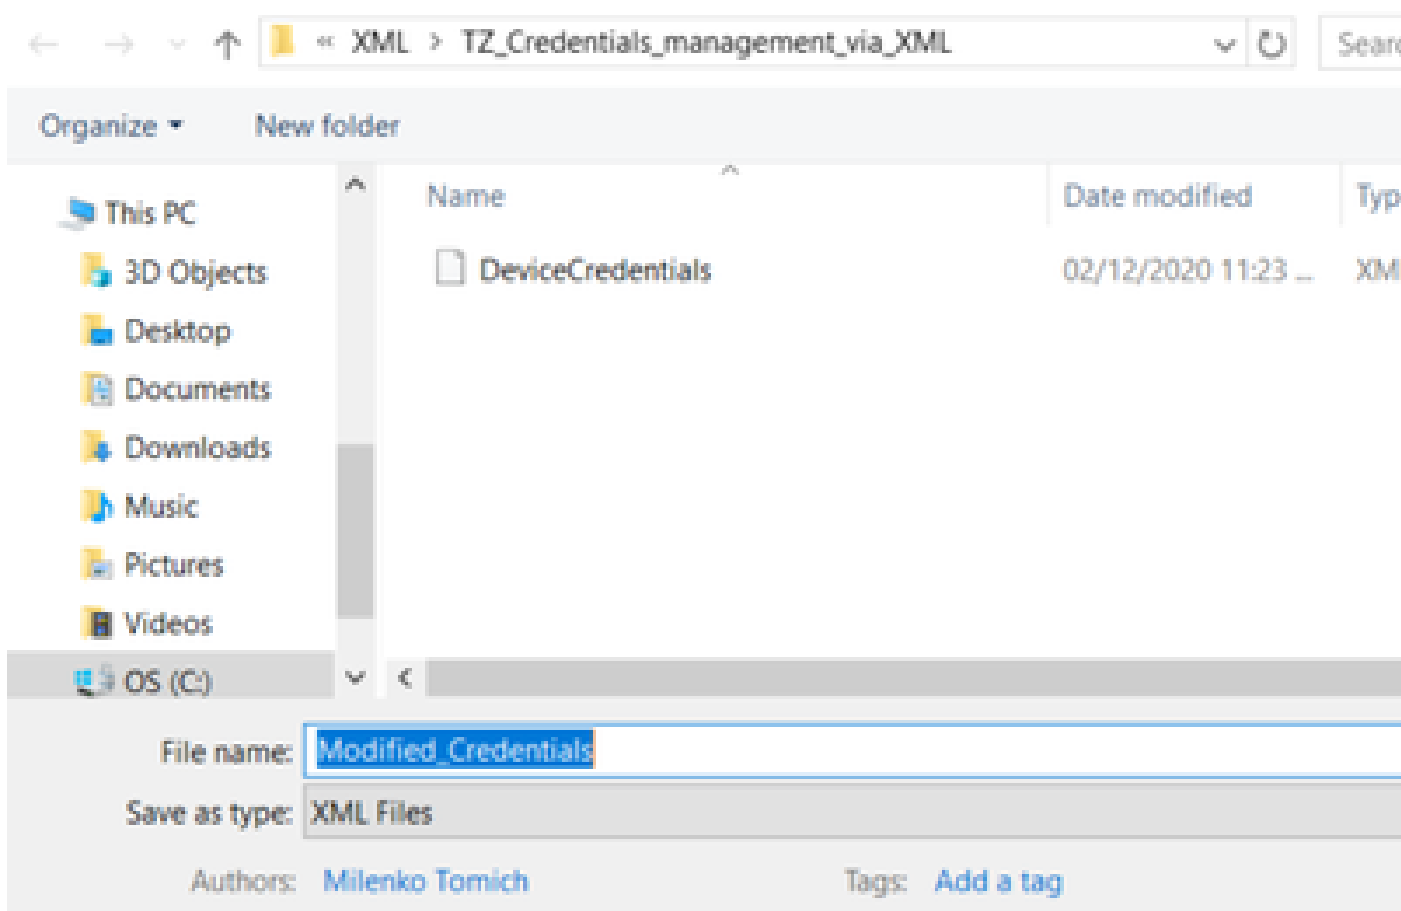 « XML > TZ_Credentials_management_via_XML
Organize New folder
Name Date modified
This PC
DeviceCredentials 02/12/2020 11:23 ...
3D Objects
Desktop
Documents
Downloads
Music
Pictures
Videos
OS (C:)
File name: Modified_Credentials
Save as type: XML Files
Authors: Milenko Tomich Tags: Add a tag